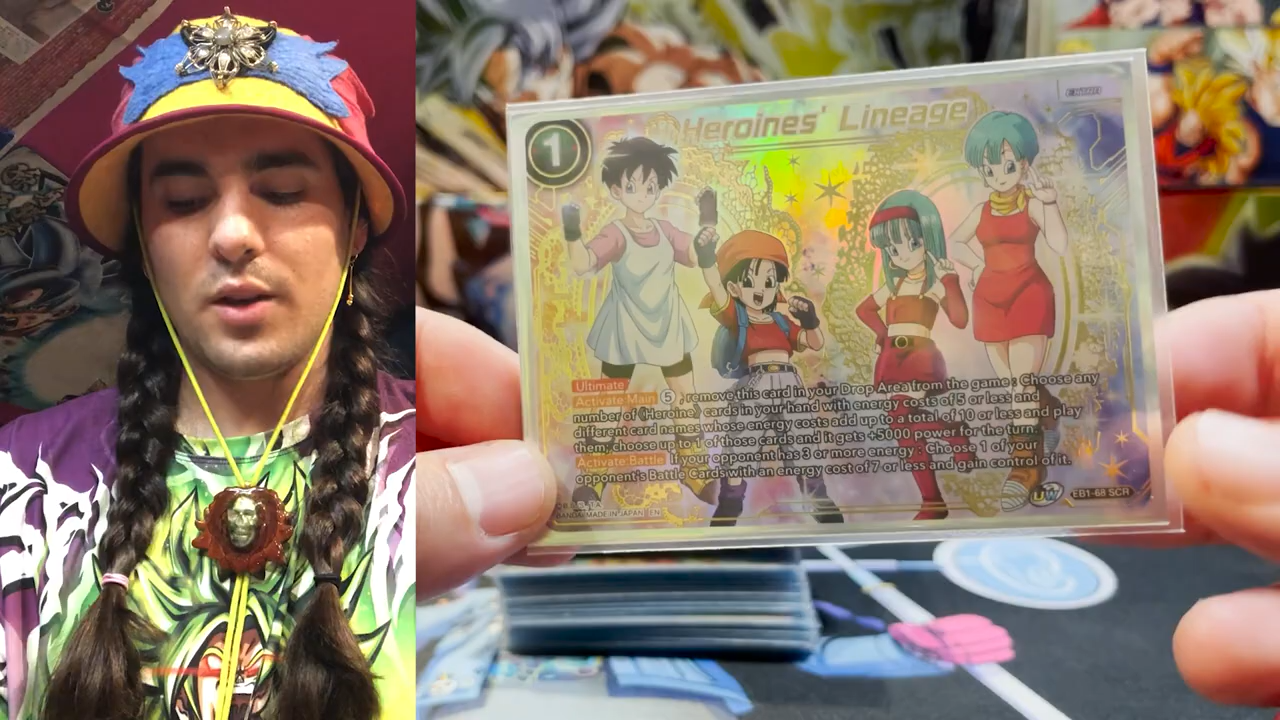 Heroines' Lineage
1
Ultimate
Activate:Main 5, remove this card in your Drop Area from the game : Choose any
number of 《Heroine》 cards in your hand with energy costs of 5 or less and
different card names whose energy costs add up to a total of 10 or less and play
them; choose up to 1 of those cards and it gets +5000 power for the turn.
Activate:Battle If your opponent has 3 or more energy : Choose 1 of your
opponent's Battle Cards with an energy cost of 7 or less and gain control of it.
BANDAI MADE IN JAPAN EN
UW
EB1-68 SCR